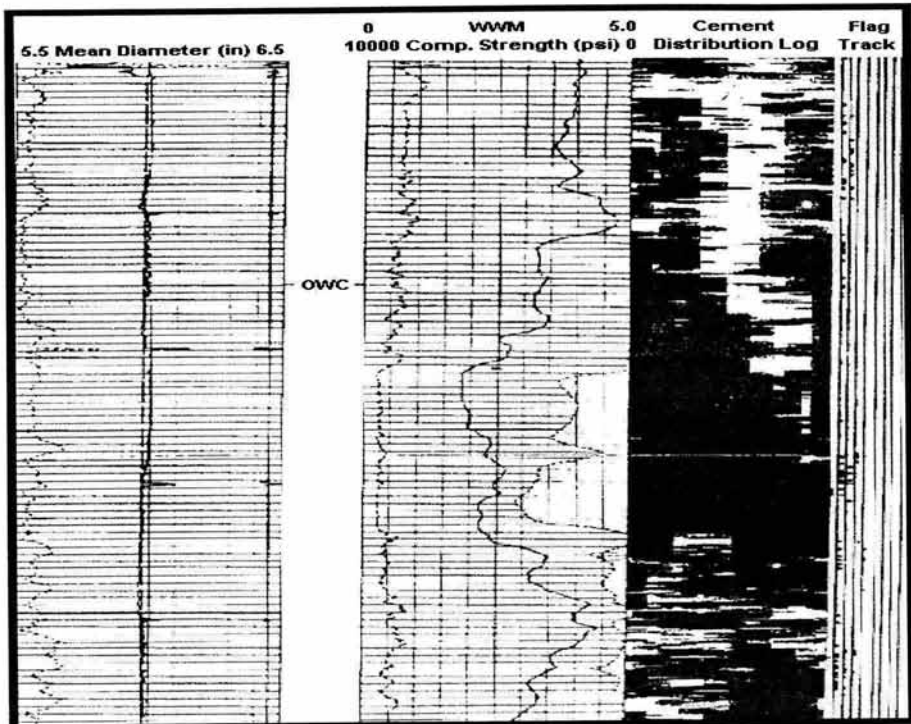 0 WWM 5.0 Cement Flag
5.5 Mean Diameter (in) 6.5 10000 Comp. Strength (psi) 0 Distribution Log Track
OWC